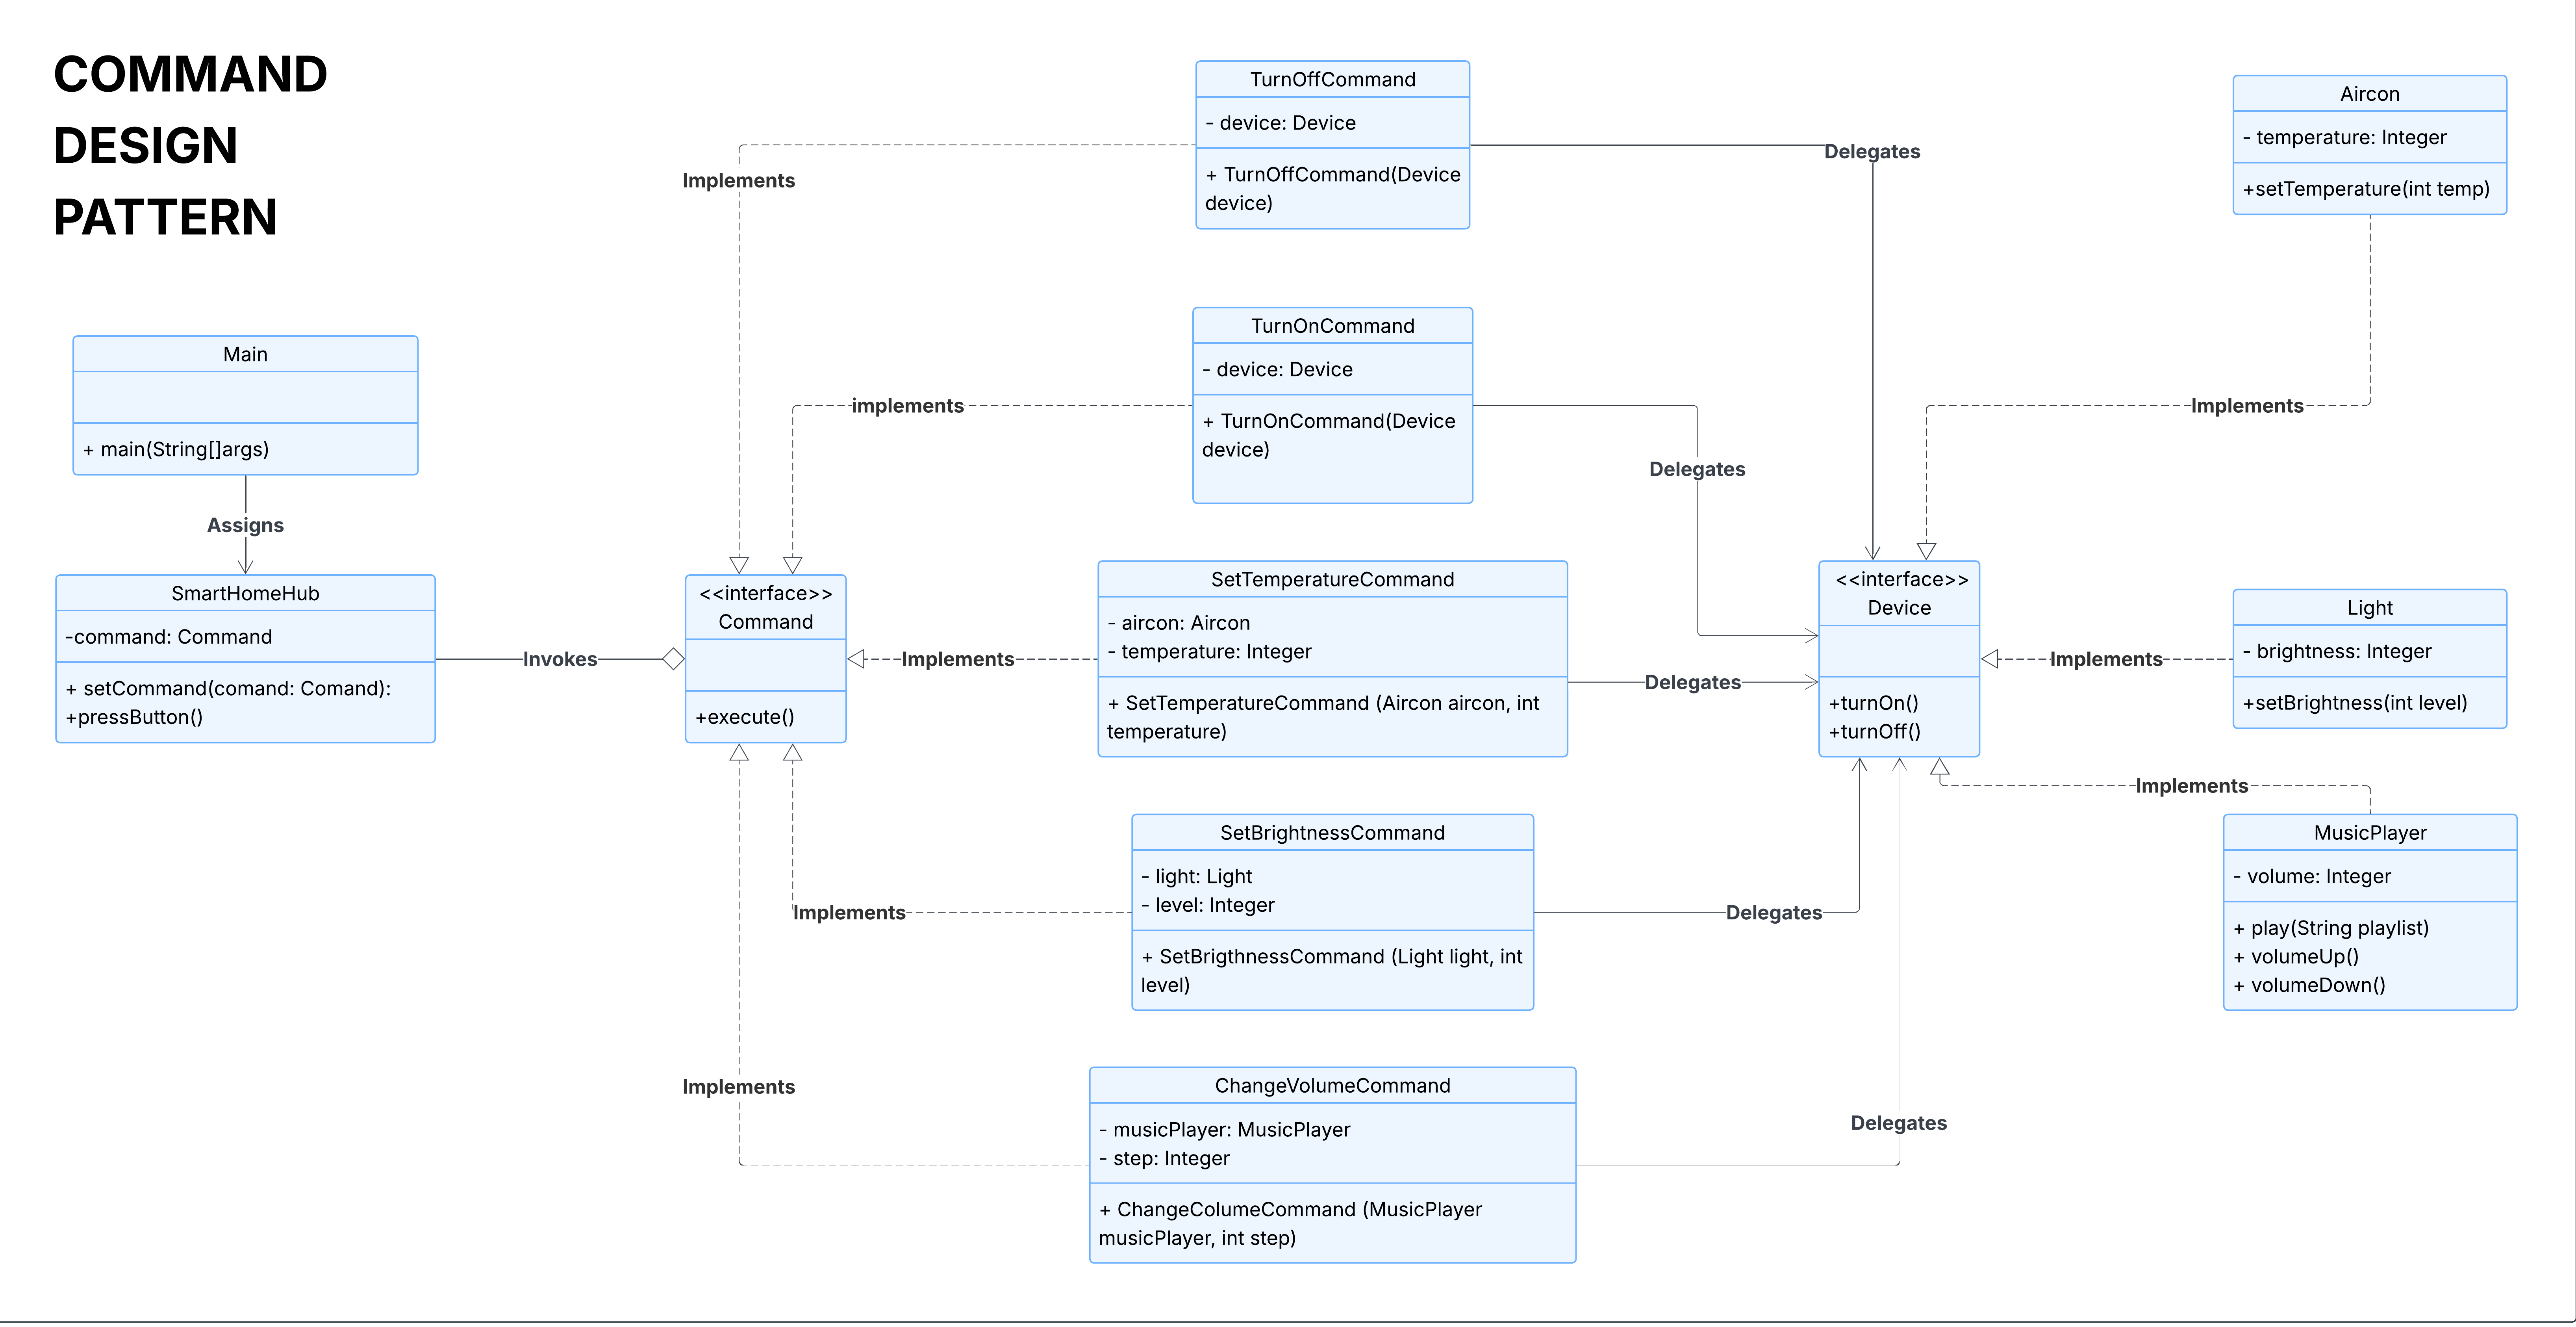 COMMAND
DESIGN
PATTERN
TurnOffCommand
- device: Device
+ TurnOffCommand(Device
device)
Aircon
- temperature: Integer
+setTemperature(int temp)
Delegates
Implements
TurnOnCommand
- device: Device
+ TurnOnCommand(Device
device)
Main
+ main(String[]args)
implements
Implements
Delegates
Assigns
SmartHomeHub
-command: Command
+ setCommand(comand: Comand):
+pressButton()
Invokes
<<interface>>
Command
+execute()
Implements
SetTemperatureCommand
- aircon: Aircon
- temperature: Integer
+ SetTemperatureCommand (Aircon aircon, int
temperature)
Delegates
<<interface>>
Device
+turnOn()
+turnOff()
Implements
Light
- brightness: Integer
+setBrightness(int level)
Implements
MusicPlayer
- volume: Integer
+ play(String playlist)
+ volumeUp()
+ volumeDown()
SetBrightnessCommand
- light: Light
- level: Integer
+ SetBrigthnessCommand (Light light, int
level)
Implements
Delegates
Implements
ChangeVolumeCommand
- musicPlayer: MusicPlayer
- step: Integer
+ ChangeColumeCommand (MusicPlayer
musicPlayer, int step)
Delegates